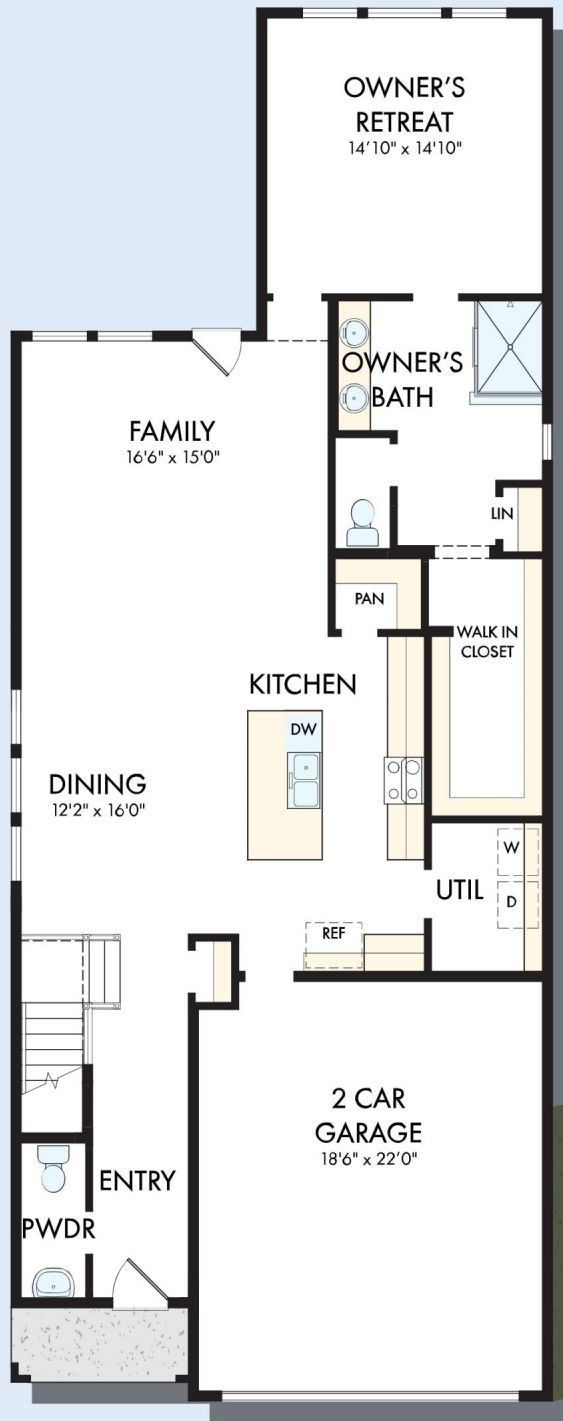 OWNER'S
RETREAT
14'10" x 14'10"
OWNER'S
BATH
FAMILY
16'6" x 15'0"
LIN
PAN
WALK IN
CLOSET
KITCHEN
DW
DINING
12'2" x 16'0"
W
UTIL
D
REF
2 CAR
GARAGE
18'6" x 22'0"
ENTRY
PWDR